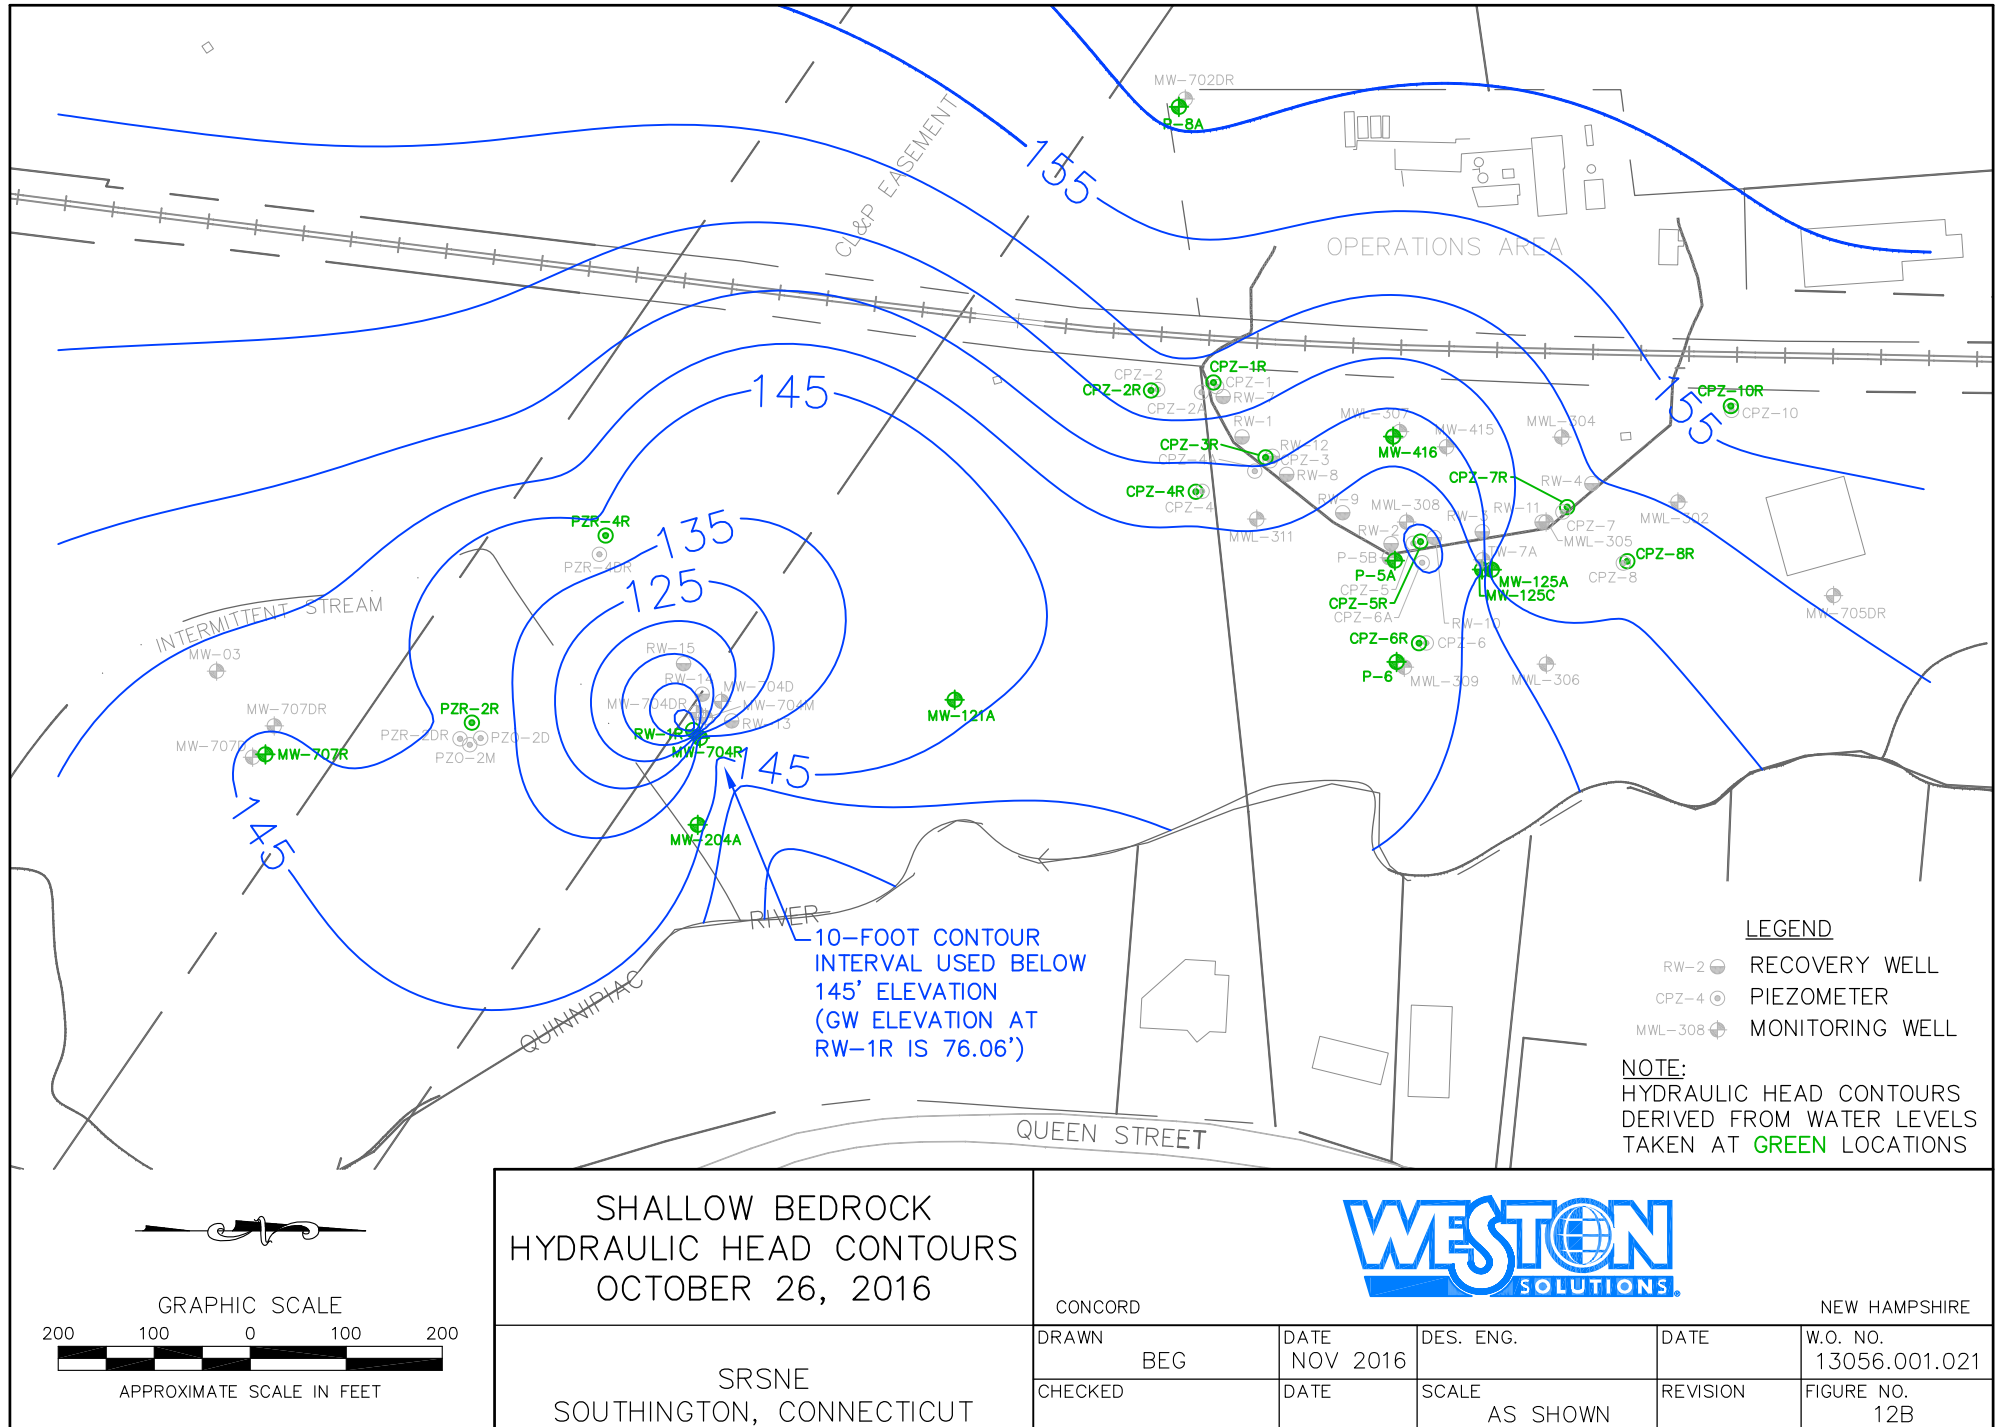 MW-702DR
P-8A
CL&P EASEMENT
155
OPERATIONS AREA
145
CPZ-2
CPZ-2R
CPZ-2A
CPZ-1R
CPZ-1
RW-7
155
CPZ-10R
CPZ-10
MWL-307
MW-415
MWL-304
RW-1
MW-416
CPZ-3R
RW-12
CPZ-3
CPZ-4A
RW-8
CPZ-7R
RW-4
CPZ-4R
CPZ-4
RW-9
MWL-308
RW-3
RW-11
MWL-302
PZR-4R
135
MWL-311
RW-2
CPZ-7
MWL-305
PZR-4DR
P-5B
TW-7A
CPZ-8R
P-5A
CPZ-8
125
CPZ-5
MW-125A
MW-125C
CPZ-5R
CPZ-6A
MW-705DR
INTERMITTENT STREAM
RW-10
MW-03
RW-15
CPZ-6R
CPZ-6
RW-14
MW-704D
P-6
MWL-309
MWL-306
MW-707DR
PZR-2R
MW-704DR
MW-704M
MW-121A
RW-13
PZR-2DR
PZO-2D
RW-1R
MW-707D
MW-707R
PZO-2M
MW-704R
145
145
MW-204A
RIVER
QUINNIPIAC
10-FOOT CONTOUR
INTERVAL USED BELOW
145' ELEVATION
(GW ELEVATION AT
RW-1R IS 76.06')
LEGEND
RW-2 RECOVERY WELL
CPZ-4 PIEZOMETER
MWL-308 MONITORING WELL
NOTE:
HYDRAULIC HEAD CONTOURS
DERIVED FROM WATER LEVELS
TAKEN AT GREEN LOCATIONS
QUEEN STREET
GRAPHIC SCALE
200 100 0 100 200
APPROXIMATE SCALE IN FEET
SHALLOW BEDROCK
HYDRAULIC HEAD CONTOURS
OCTOBER 26, 2016
SRSNE
SOUTHINGTON, CONNECTICUT
WESTON
SOLUTIONS®
CONCORD NEW HAMPSHIRE
DRAWN
BEG
DATE
NOV 2016
DES. ENG.
DATE
W.O. NO.
13056.001.021
CHECKED
DATE
SCALE
AS SHOWN
REVISION
FIGURE NO.
12B